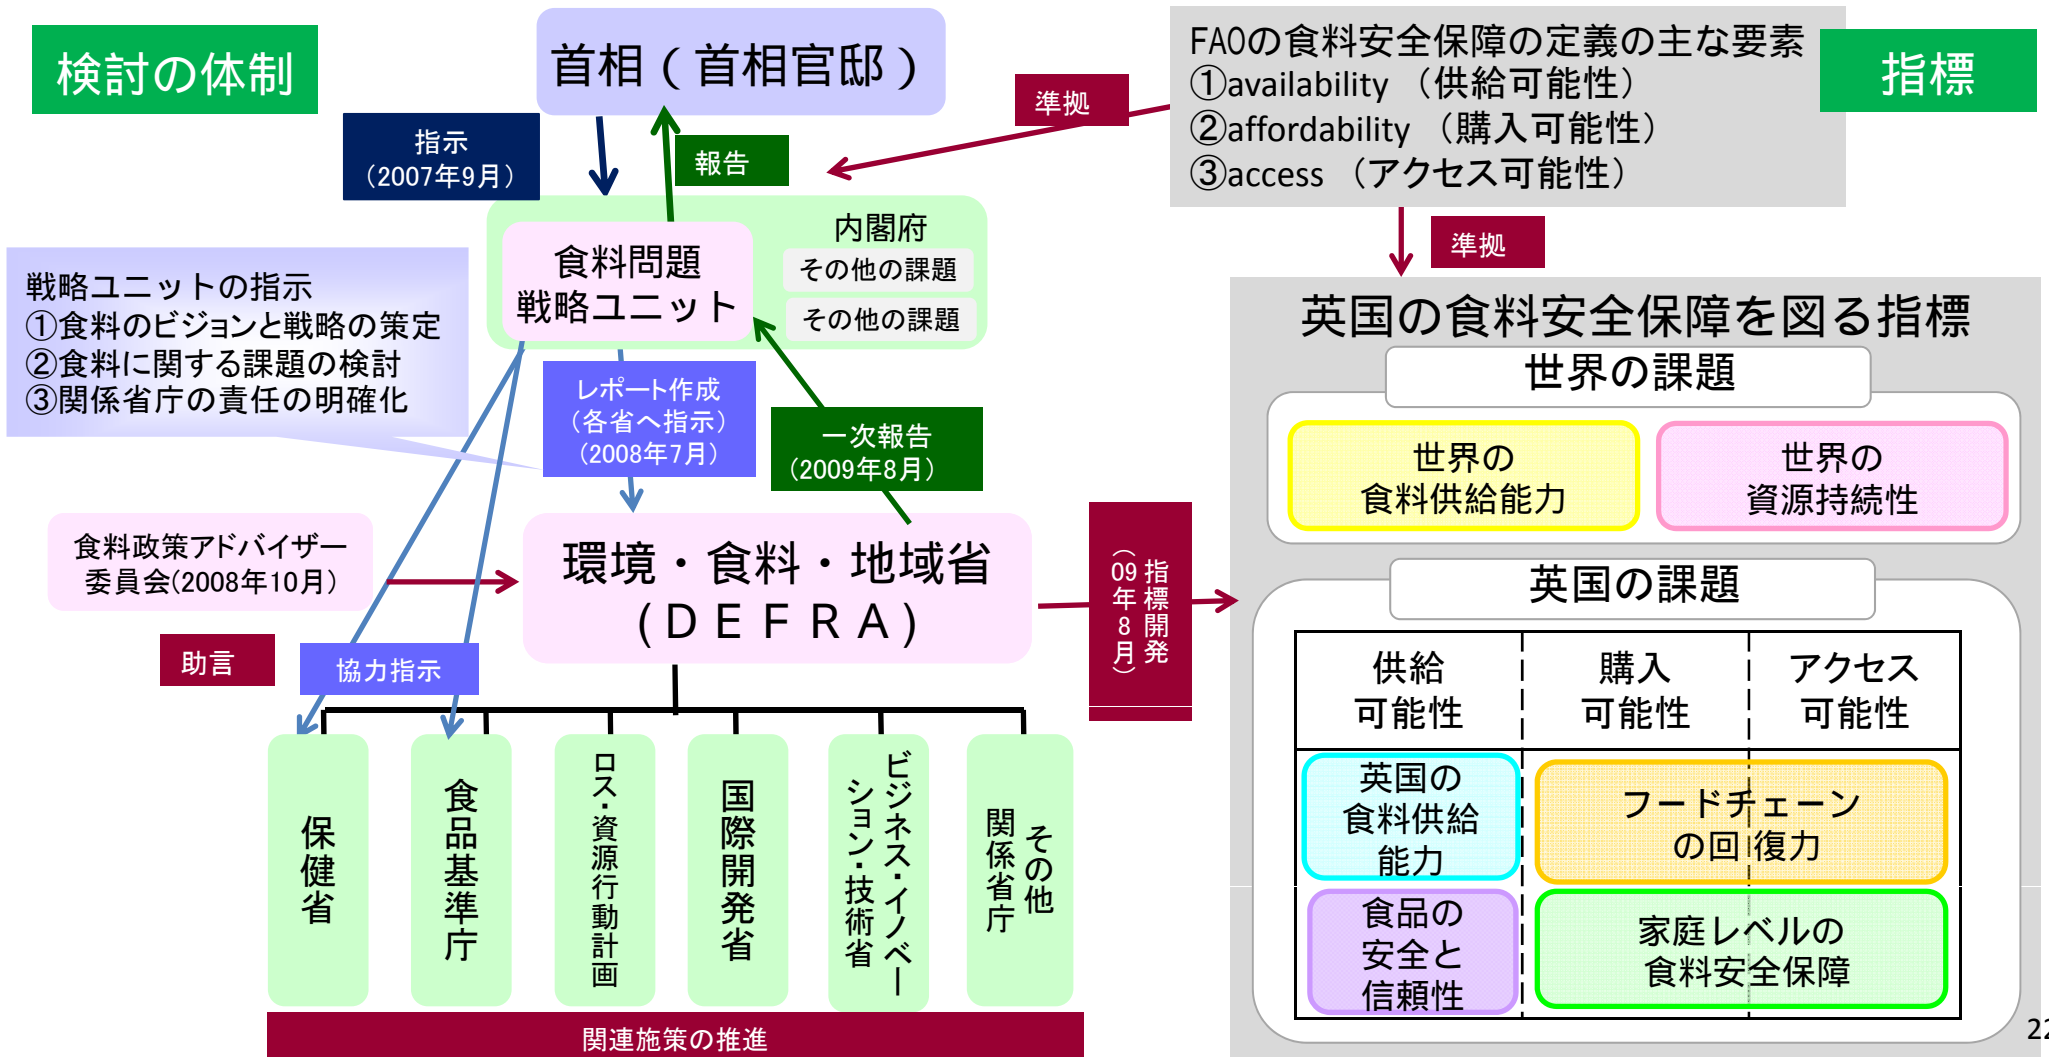 検討の体制
首相（首相官邸）
指示
（2007年9月）
報告
準拠
FAOの食料安全保障の定義の主な要素
①availability （供給可能性）
②affordability （購入可能性）
③access （アクセス可能性）
指標
準拠
内閣府
食料問題
戦略ユニット
その他の課題
その他の課題
戦略ユニットの指示
①食料のビジョンと戦略の策定
②食料に関する課題の検討
③関係省庁の責任の明確化
レポート作成
（各省へ指示）
（2008年7月）
一次報告
（2009年8月）
食料政策アドバイザー
委員会(2008年10月）
助言
協力指示
環境・食料・地域省
(ＤＥＦＲＡ)
指標開発
（09年8月）
保健省
食品基準庁
ロス・資源行動計画
国際開発省
ビジネス・イノベー
ション・技術省
その他
関係省庁
関連施策の推進
英国の食料安全保障を図る指標
世界の課題
世界の
食料供給能力
世界の
資源持続性
英国の課題
供給
可能性
購入
可能性
アクセス
可能性
英国の
食料供給
能力
フードチェーン
の回復力
食品の
安全と
信頼性
家庭レベルの
食料安全保障
22